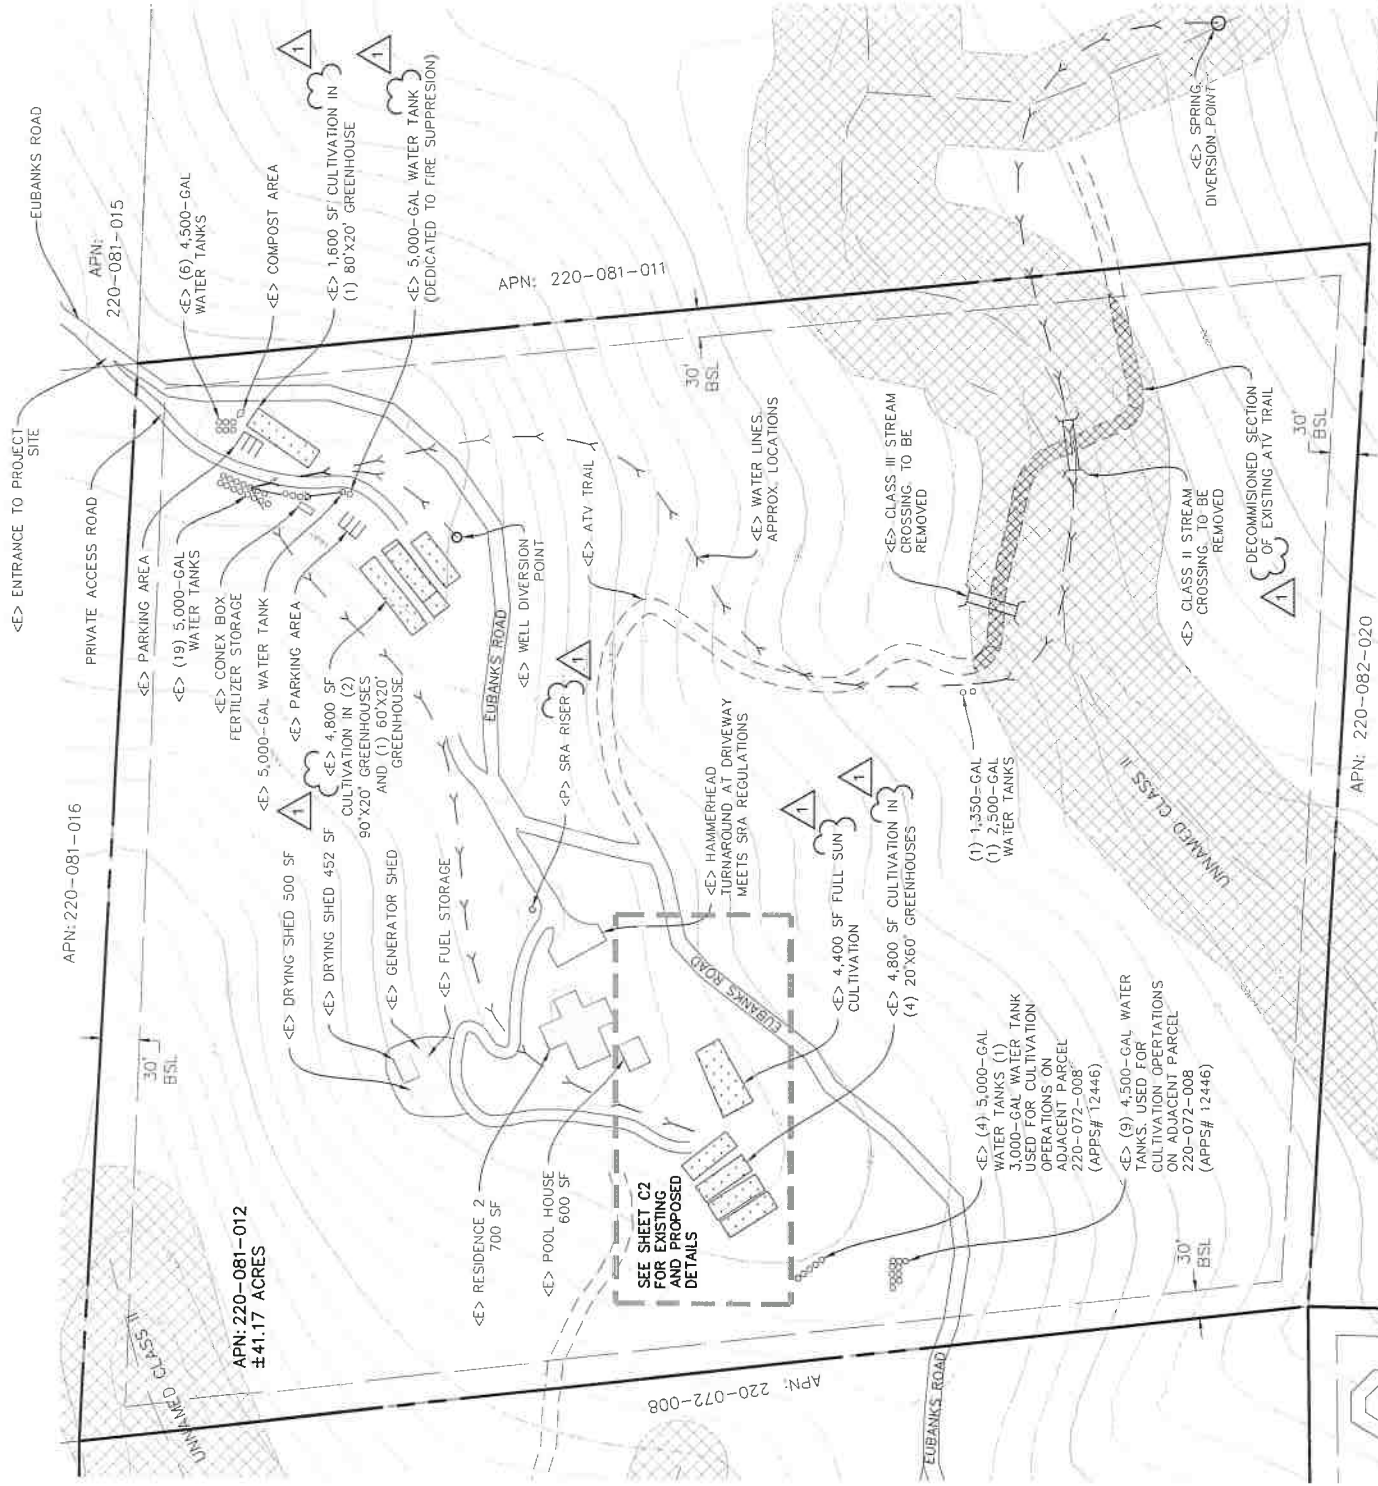 <E> ENTRANCE TO PROJECT
SITE
EUBANKS ROAD
APN:
220-081-015
PRIVATE ACCESS ROAD
<E> (6) 4,500-GAL
WATER TANKS
<E> COMPOST AREA
<E> 1,600 SF CULTIVATION IN
(1) 80'X20' GREENHOUSE
1
<E> 5,000-GAL WATER TANK
(DEDICATED TO FIRE SUPPRESION)
1
APN: 220-081-016
<E> PARKING AREA
<E> (19) 5,000-GAL
WATER TANKS
<E> CONEX BOX
FERTILIZER STORAGE
<E> 5,000-GAL WATER TANK
<E> PARKING AREA
<E> 4,800 SF
CULTIVATION IN (2)
90'X20' GREENHOUSES
AND (1) 60'X20'
GREENHOUSE
1
APN: 220-081-011
30'
BSL
<E> DRYING SHED 500 SF
<E> DRYING SHED 452 SF
<E> GENERATOR SHED
<E> FUEL STORAGE
EUBANKS ROAD
<E> WELL DIVERSION
POINT
<P> SRA RISER
1
<E> ATV TRAIL
<E> WATER LINES.
APPROX. LOCATIONS
<E> HAMMERHEAD
TURNAROUND AT DRIVEWAY
MEETS SRA REGULATIONS
<E> CLASS III STREAM
CROSSING. TO BE
REMOVED
<E> SPRING
DIVERSION POINT
30'
BSL
APN: 220-081-012
±41.17 ACRES
UNNAMED CLASS II
<E> RESIDENCE 2
700 SF
<E> POOL HOUSE
600 SF
SEE SHEET C2
FOR EXISTING
AND PROPOSED
DETAILS
EUBANKS ROAD
EUBANKS ROAD
<E> 4,400 SF FULL SUN
CULTIVATION
1
<E> 4,800 SF CULTIVATION IN
(4) 20'X60' GREENHOUSES
1
(1) 1,350-GAL
(1) 2,500-GAL
WATER TANKS
<E> CLASS II STREAM
CROSSING. TO BE
REMOVED
DECOMMISIONED SECTION
OF EXISTING ATV TRAIL
1
30'
BSL
UNNAMED CLASS II
<E> (4) 5,000-GAL
WATER TANKS (1)
3,000-GAL WATER TANK
USED FOR CULTIVATION
OPERATIONS ON
ADJACENT PARCEL
220-072-008
(APPS# 12446)
<E> (9) 4,500-GAL WATER
TANKS. USED FOR
CULTIVATION OPERTATIONS
ON ADJACENT PARCEL
220-072-008
(APPS# 12446)
30'
BSL
APN: 220-072-008
EUBANKS ROAD
APN: 220-082-020